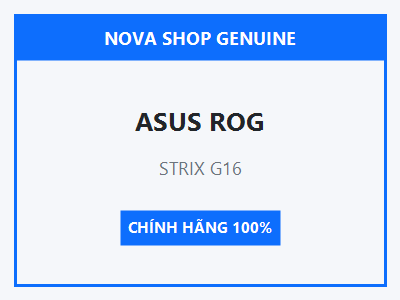 NOVA SHOP GENUINE
ASUS ROG
STRIX G16
CHÍNH HÃNG 100%